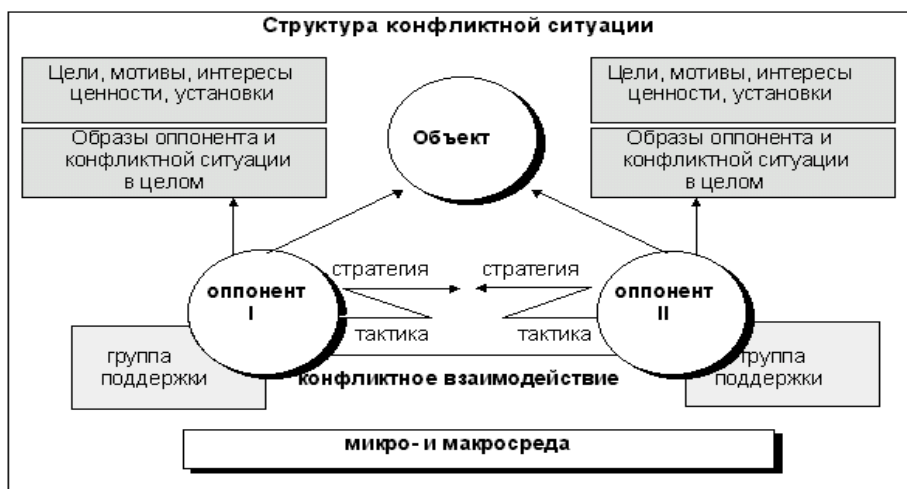 Структура конфликтной ситуации
Цели, мотивы, интересы
ценности, установки
Образы оппонента и
конфликтной ситуации
в целом
Объект
Цели, мотивы, интересы
ценности, установки
Образы оппонента и
конфликтной ситуации
в целом
оппонент
I
стратегия
стратегия
тактика
тактика
оппонент
II
группа
поддержки
конфликтное взаимодействие
группа
поддержки
микро- и макросреда